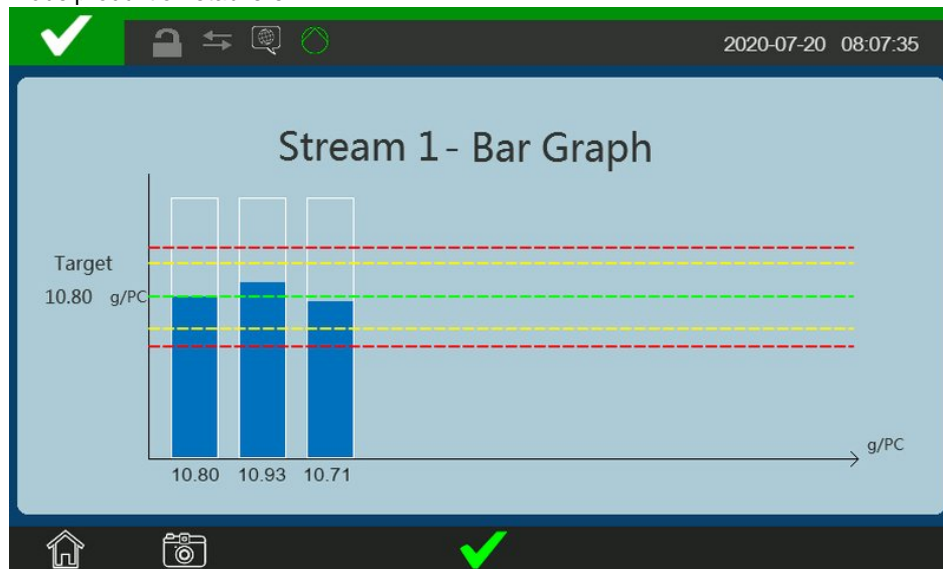 2020-07-20 08:07:35
Stream 1- Bar Graph
Target
10.80 g/PC
g/PC
10.80 10.93 10.71